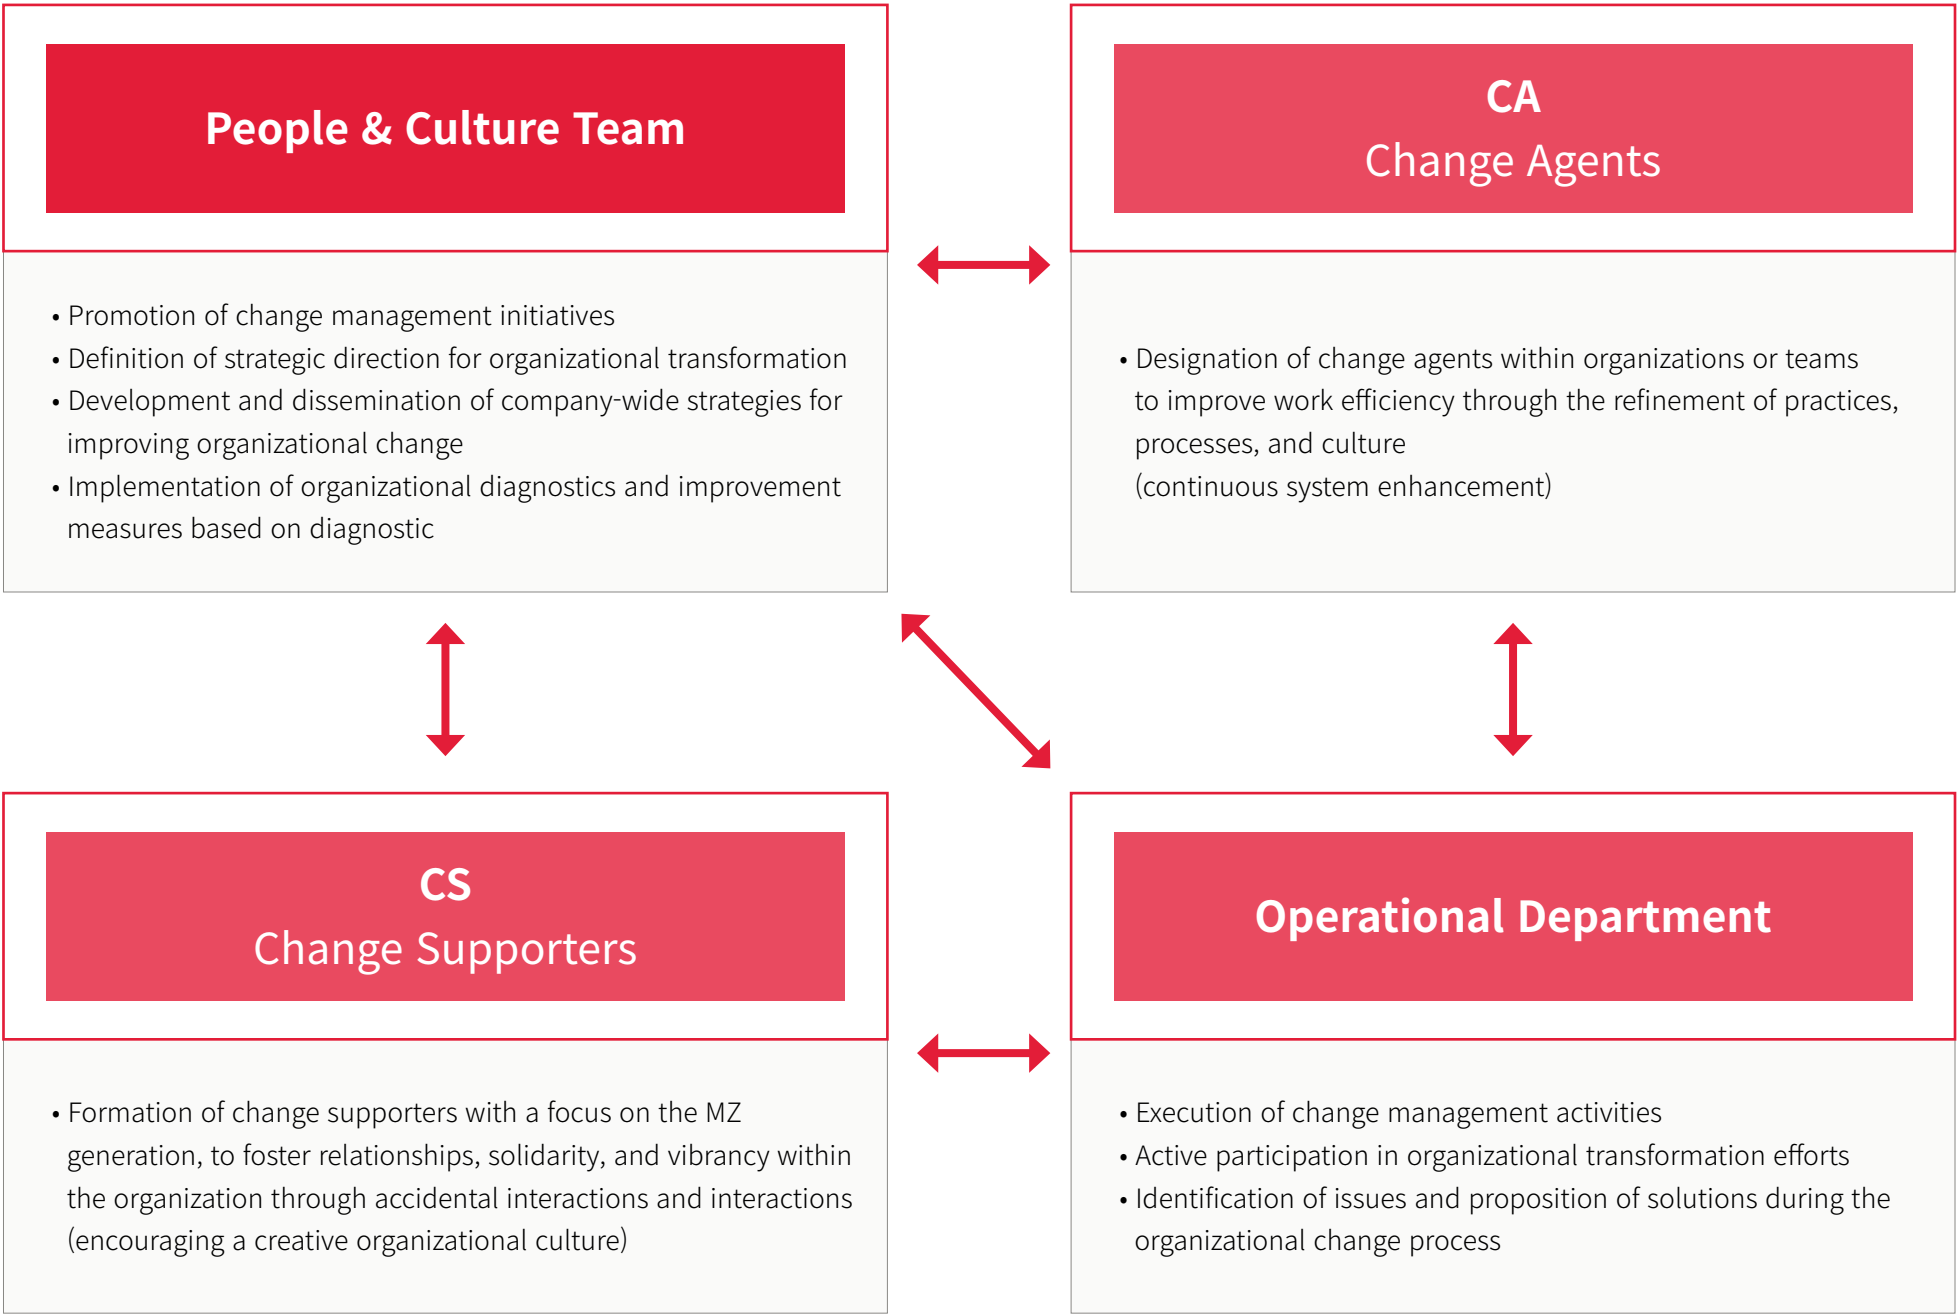 People & Culture Team
• Promotion of change management initiatives
• Definition of strategic direction for organizational transformation
• Development and dissemination of company-wide strategies for
improving organizational change
• Implementation of organizational diagnostics and improvement
measures based on diagnostic
CA
Change Agents
• Designation of change agents within organizations or teams
to improve work efficiency through the refinement of practices,
processes, and culture
(continuous system enhancement)
CS
Change Supporters
• Formation of change supporters with a focus on the MZ
generation, to foster relationships, solidarity, and vibrancy within
the organization through accidental interactions and interactions
(encouraging a creative organizational culture)
Operational Department
• Execution of change management activities
• Active participation in organizational transformation efforts
• Identification of issues and proposition of solutions during the
organizational change process